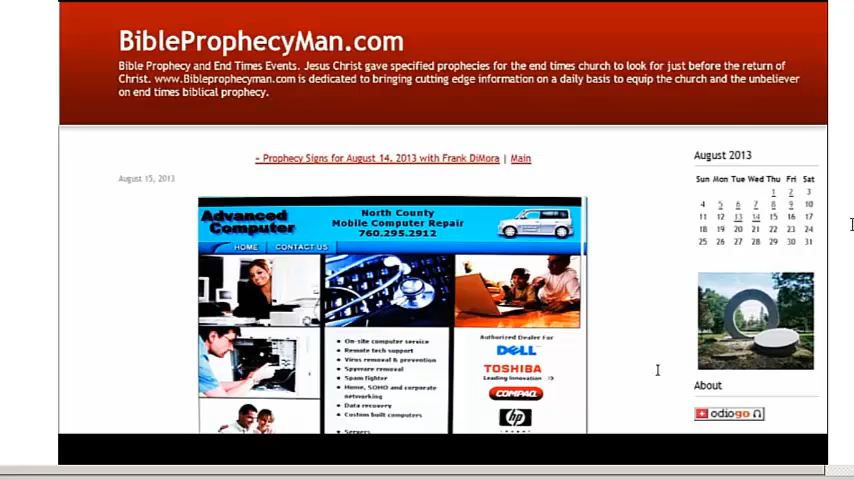 BibleProphecyMan.com
Bible Prophecy and End Times Events. Jesus Christ gave specified prophecies for the end times church to look for just before the return of
Christ. www.Bibleprophecyman.com is dedicated to bringing cutting edge information on a daily basis to equip the church and the unbeliever
on end times biblical prophecy.
« Prophecy Signs for August 14, 2013 with Frank DiMora | Main
August 15, 2013
Advanced
Computer
North County
Mobile Computer Repair
760.295.2912
HOME CONTACT US
• On-site computer service
• Remote tech support
• Virus removal & prevention
• Spyware removal
• Spam fighter
• Home, SOHO and corporate
networking
• Data recovery
• Custom built computers
• Servers
Authorized Dealer For
DELL
TOSHIBA
Leading Innovation >>
COMPAQ
hp
August 2013
Sun Mon Tue Wed Thu Fri Sat
1 2 3
4 5 6 7 8 9 10
11 12 13 14 15 16 17
18 19 20 21 22 23 24
25 26 27 28 29 30 31
About
odiogo